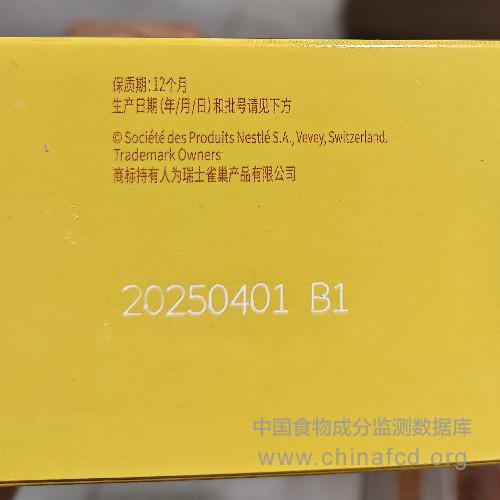 保质期:12个月
生产日期(年/月/日)和批号请见下方
© Société des Produits Nestlé S.A., Vevey, Switzerland.
Trademark Owners
商标持有人为瑞士雀巢产品有限公司
20250401 B1
中国食物成分监测数据库
www.chinafcd.org